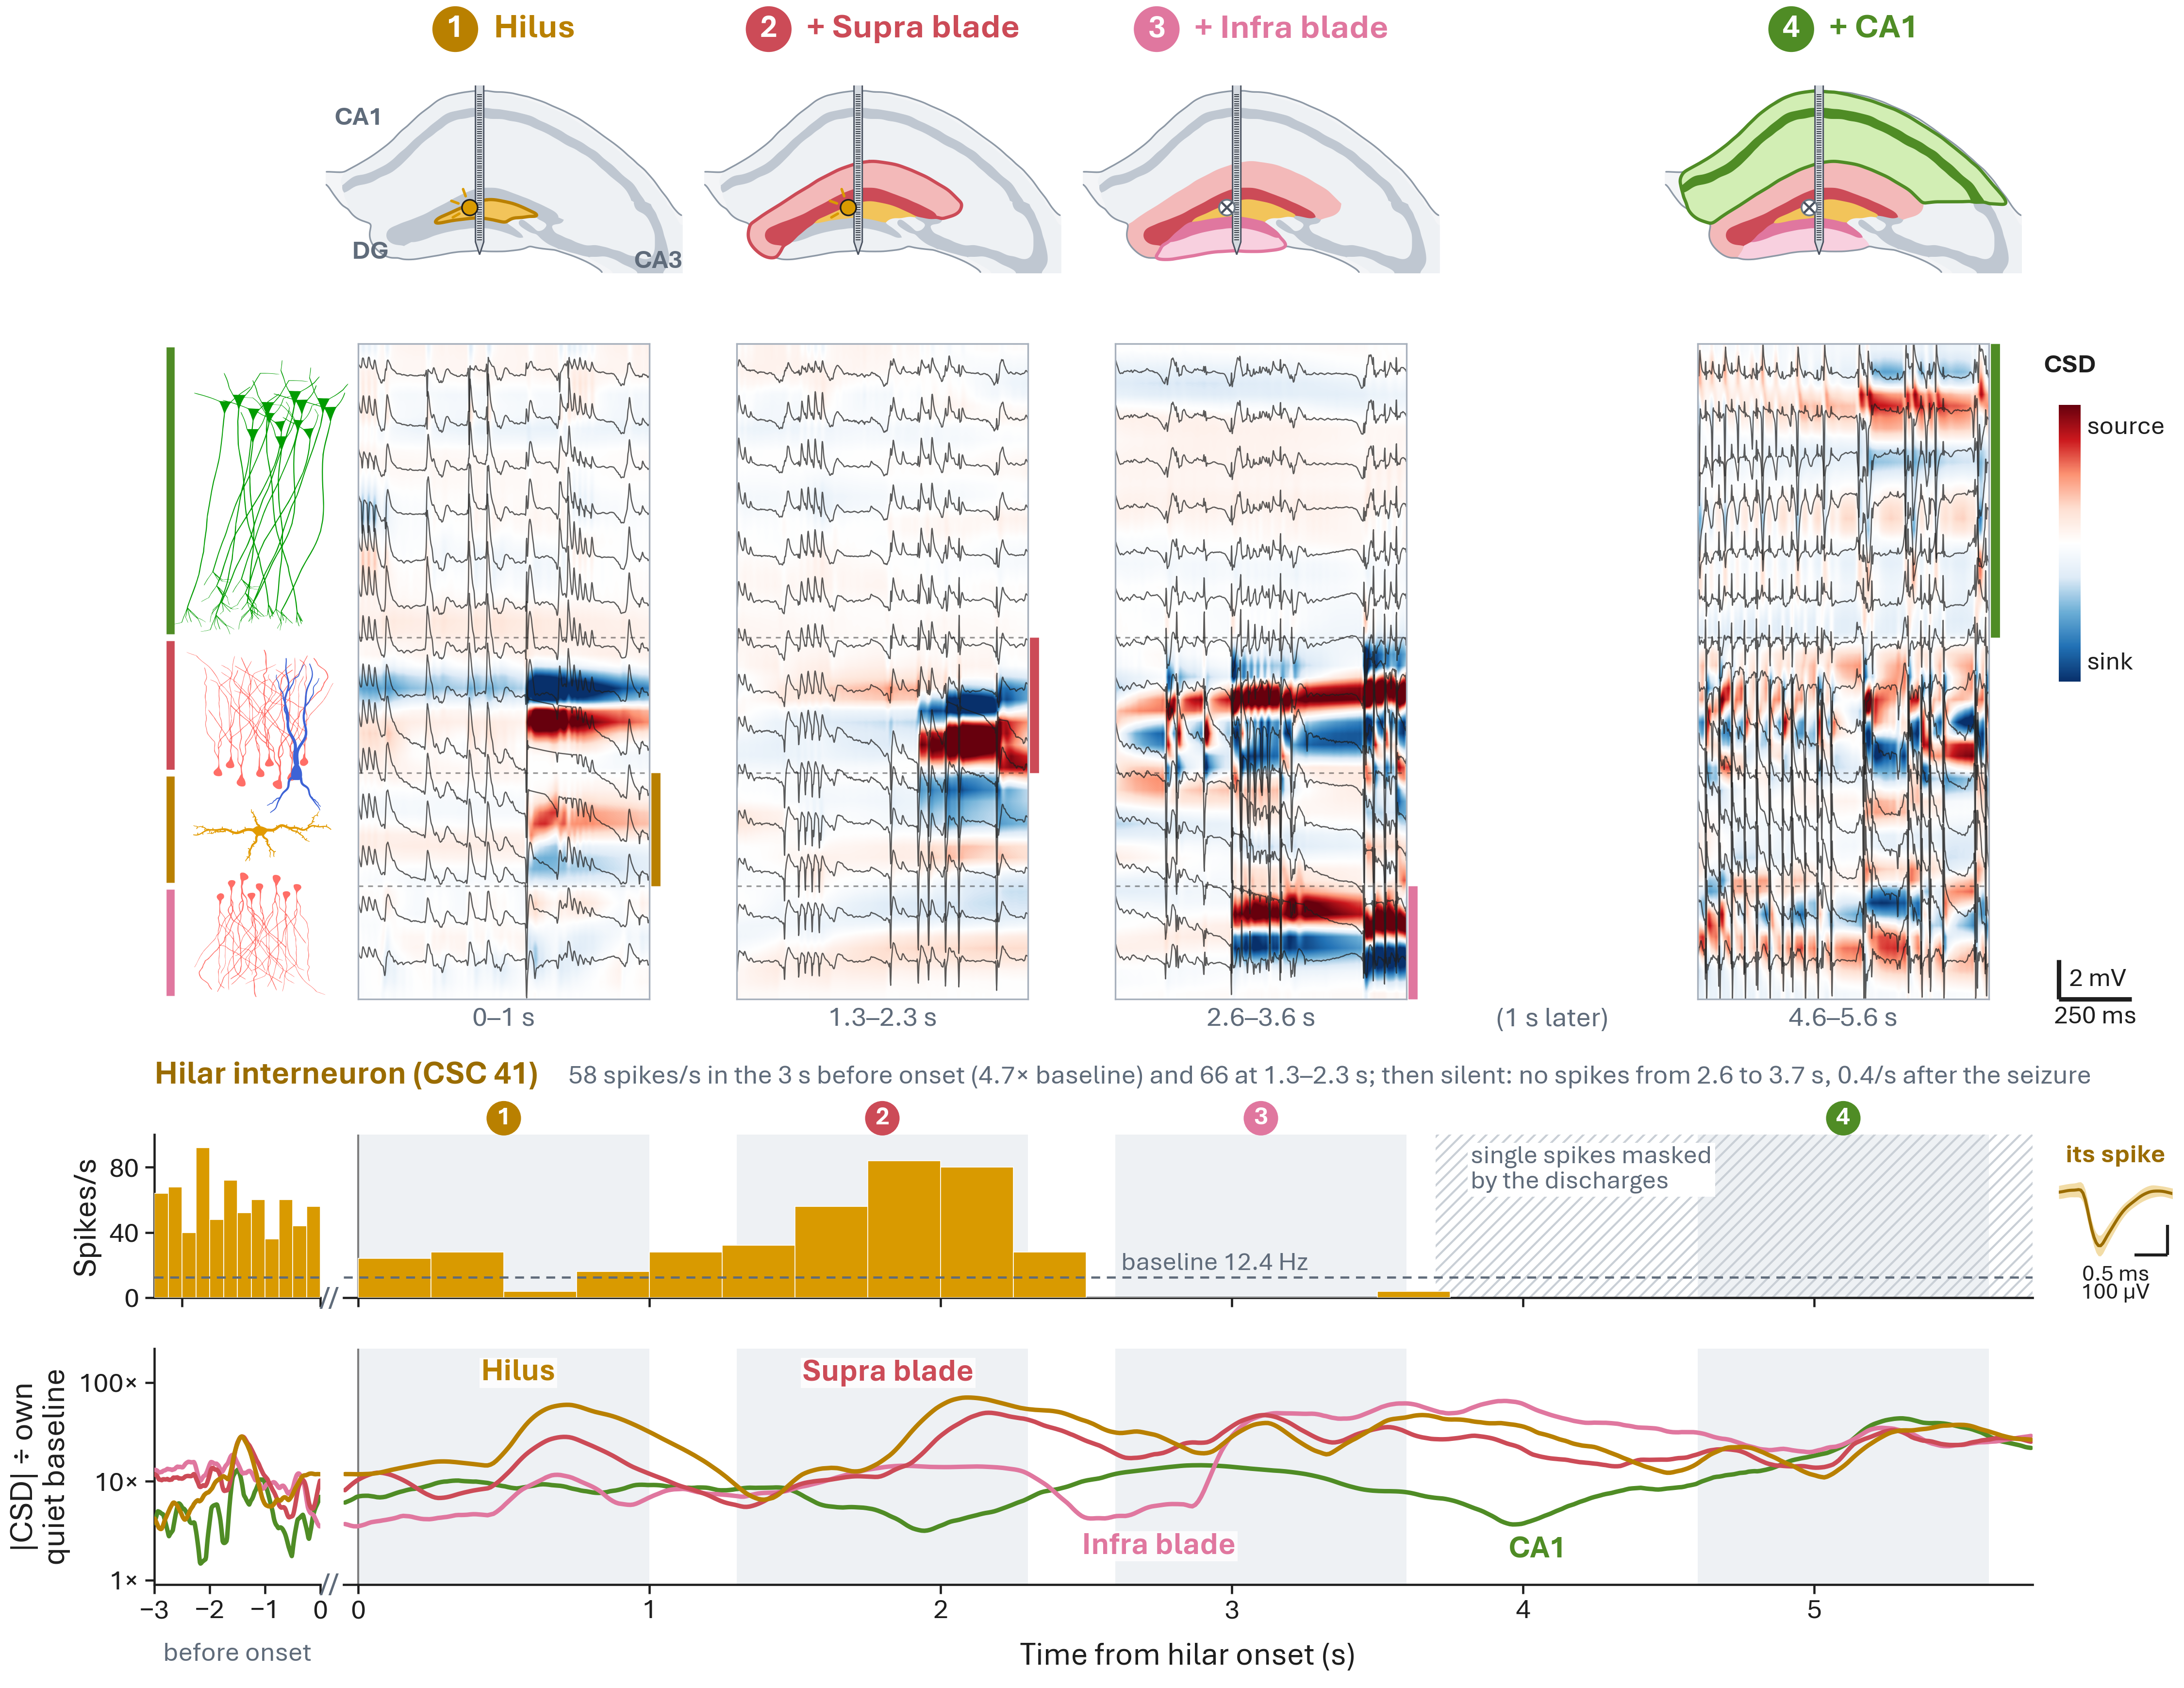 1 Hilus
2 + Supra blade
3 + Infra blade
4 + CA1
CA1
DG
CA3
CSD
source
sink
2 mV
250 ms
0–1 s
1.3–2.3 s
2.6–3.6 s
(1 s later)
4.6–5.6 s
Hilar interneuron (CSC 41) 58 spikes/s in the 3 s before onset (4.7× baseline) and 66 at 1.3–2.3 s; then silent: no spikes from 2.6 to 3.7 s, 0.4/s after the seizure
1 2 3 4
Spikes/s
80
40
0
single spikes masked
by the discharges
baseline 12.4 Hz
its spike
0.5 ms
100 µV
|CSD| ÷ own
quiet baseline
100×
10×
1×
Hilus
Supra blade
Infra blade
CA1
−3 −2 −1 0 0 1 2 3 4 5
before onset
Time from hilar onset (s)